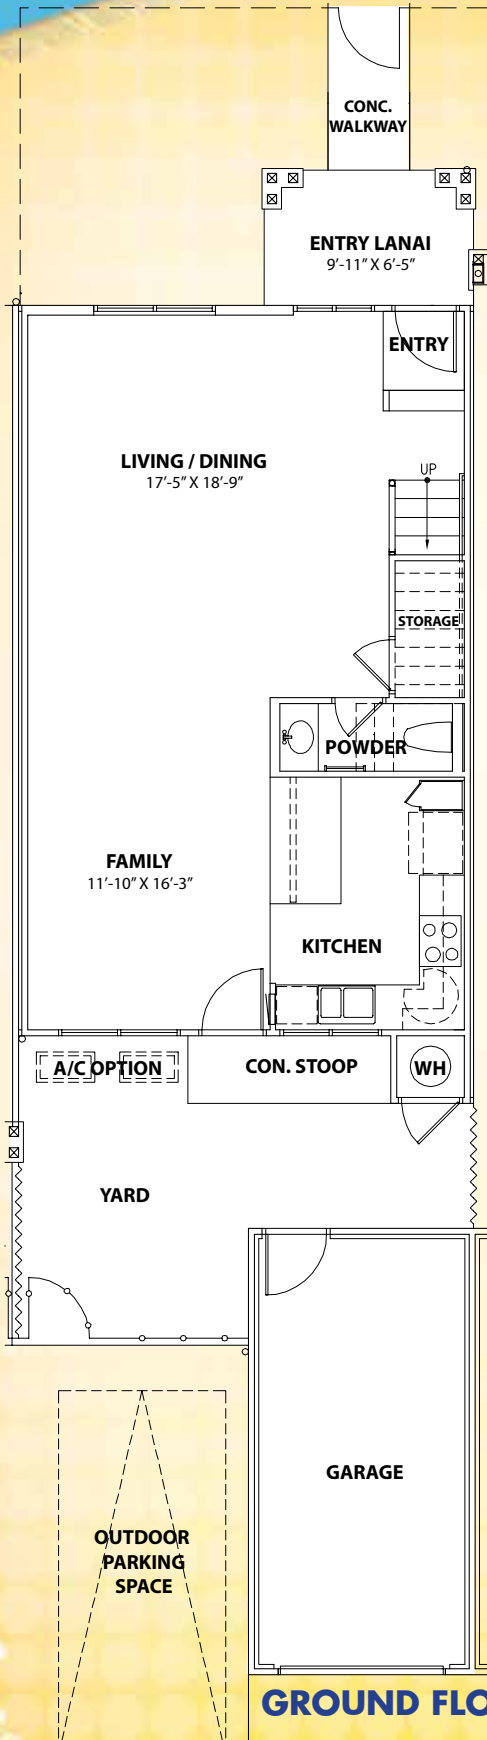 CONC.
WALKWAY
ENTRY LANAI
9'-11" X 6'-5"
ENTRY
LIVING / DINING
17'-5" X 18'-9"
UP
STORAGE
POWDER
FAMILY
11'-10" X 16'-3"
KITCHEN
A/C OPTION
CON. STOOP
WH
YARD
GARAGE
OUTDOOR
PARKING
SPACE
GROUND FLO